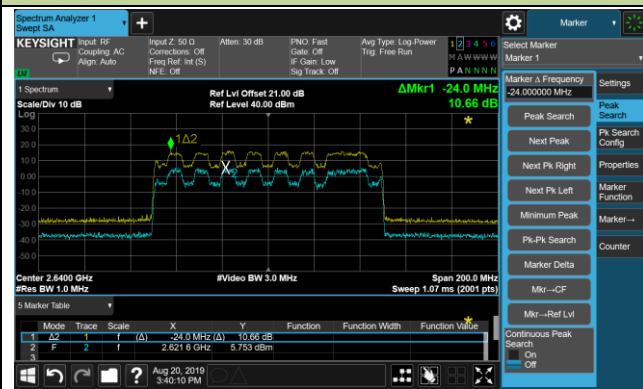 Spectrum Analyzer 1
Swept SA
+
Marker
KEYSIGHT
Input: RF
Coupling: AC
Align: Auto
Input Z: 50 Ω
Corrections: Off
Freq Ref: Int (S)
NFE: Off
Atten: 30 dB
PNO: Fast
Gate: Off
IF Gain: Low
Sig Track: Off
Avg Type: Log-Power
Trig: Free Run
1 2 3 4 5 6
M A W W W W
P A N N N N
LXI
Select Marker
Marker 1
1 Spectrum
Scale/Div 10 dB
Ref Lvl Offset 21.00 dB
Ref Level 40.00 dBm
ΔMkr1 -24.0 MHz
10.66 dB
Log
30.0
20.0
10.0
0.00
-10.0
-20.0
-30.0
-40.0
-50.0
1Δ2
X2
Center 2.6400 GHz
#Res BW 1.0 MHz
#Video BW 3.0 MHz
Span 200.0 MHz
Sweep 1.07 ms (2001 pts)
5 Marker Table
Mode Trace Scale X Y Function Function Width Function Value
1 Δ2 1 f (Δ) -24.0 MHz (Δ) 10.66 dB
2 F 2 f 2.621 6 GHz 5.753 dBm
3
Aug 20, 2019
3:40:10 PM
Marker Δ Frequency
-24.000000 MHz
Peak Search
Next Peak
Next Pk Right
Next Pk Left
Minimum Peak
Pk-Pk Search
Marker Delta
Mkr→CF
Mkr→Ref Lvl
Continuous Peak
Search
On
Off
Settings
Peak
Search
Pk Search
Config
Properties
Marker
Function
Marker→
Counter